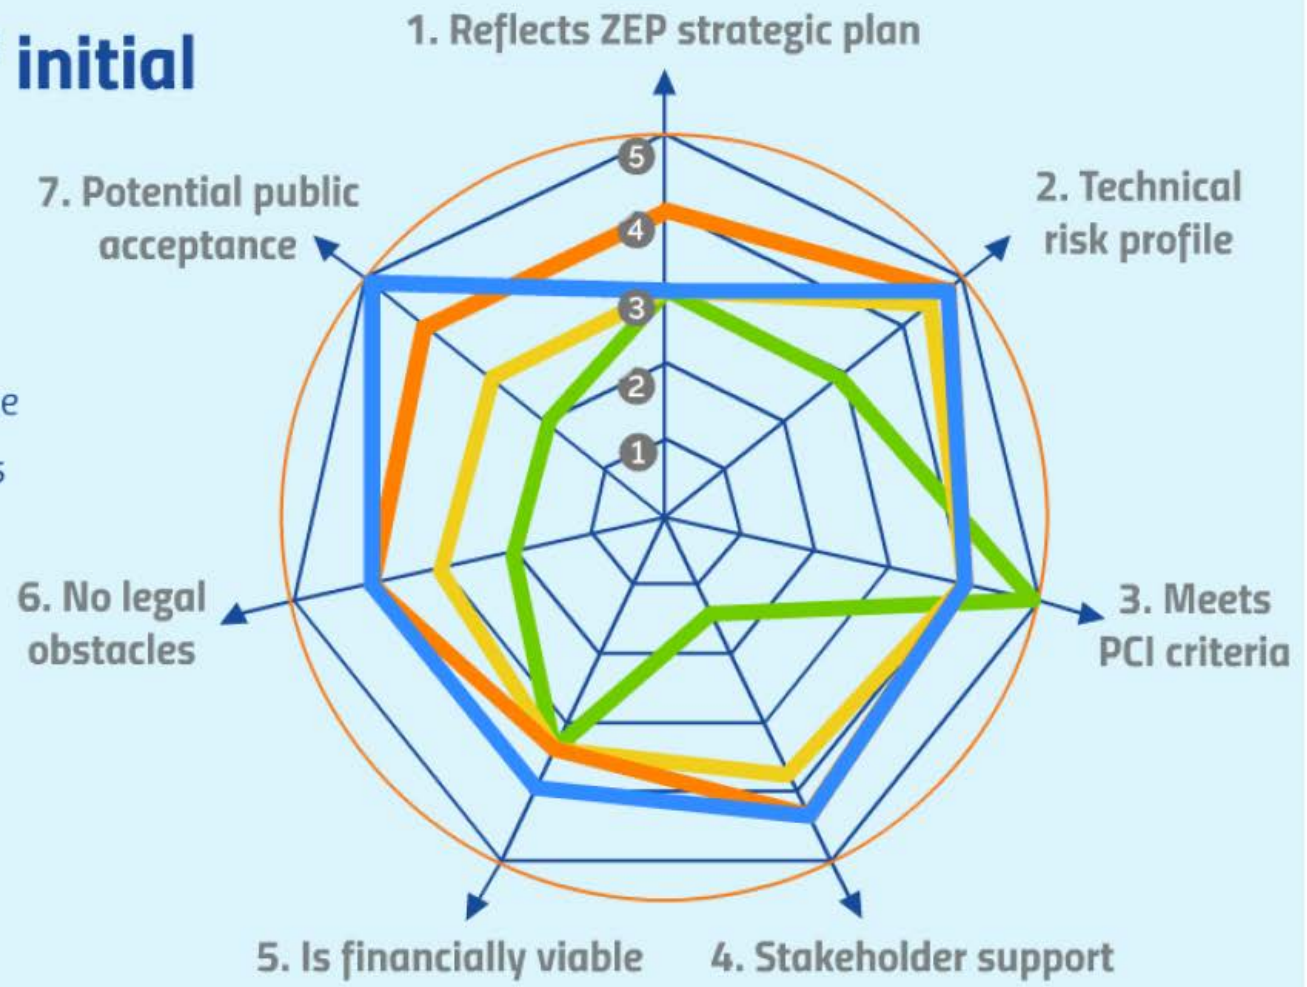 initial
1. Reflects ZEP strategic plan
2. Technical
risk profile
3. Meets
PCI criteria
4. Stakeholder support
5. Is financially viable
6. No legal
obstacles
7. Potential public
acceptance
5
4
3
2
1
e
s